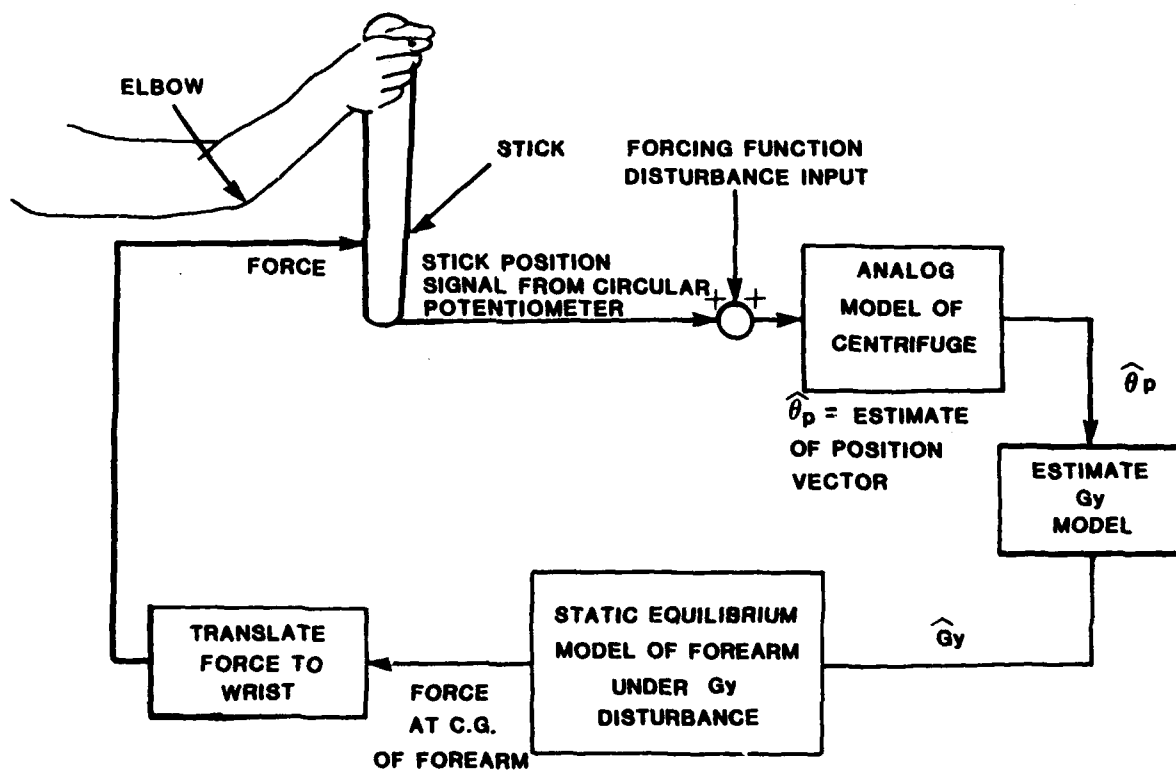 ELBOW
STICK
FORCING FUNCTION
DISTURBANCE INPUT
FORCE
STICK POSITION
SIGNAL FROM CIRCULAR
POTENTIOMETER
+ +
ANALOG
MODEL OF
CENTRIFUGE
θ̂p
θ̂p = ESTIMATE
OF POSITION
VECTOR
ESTIMATE
Gy
MODEL
Ĝy
STATIC EQUILIBRIUM
MODEL OF FOREARM
UNDER Gy
DISTURBANCE
FORCE
AT C.G.
OF FOREARM
TRANSLATE
FORCE TO
WRIST